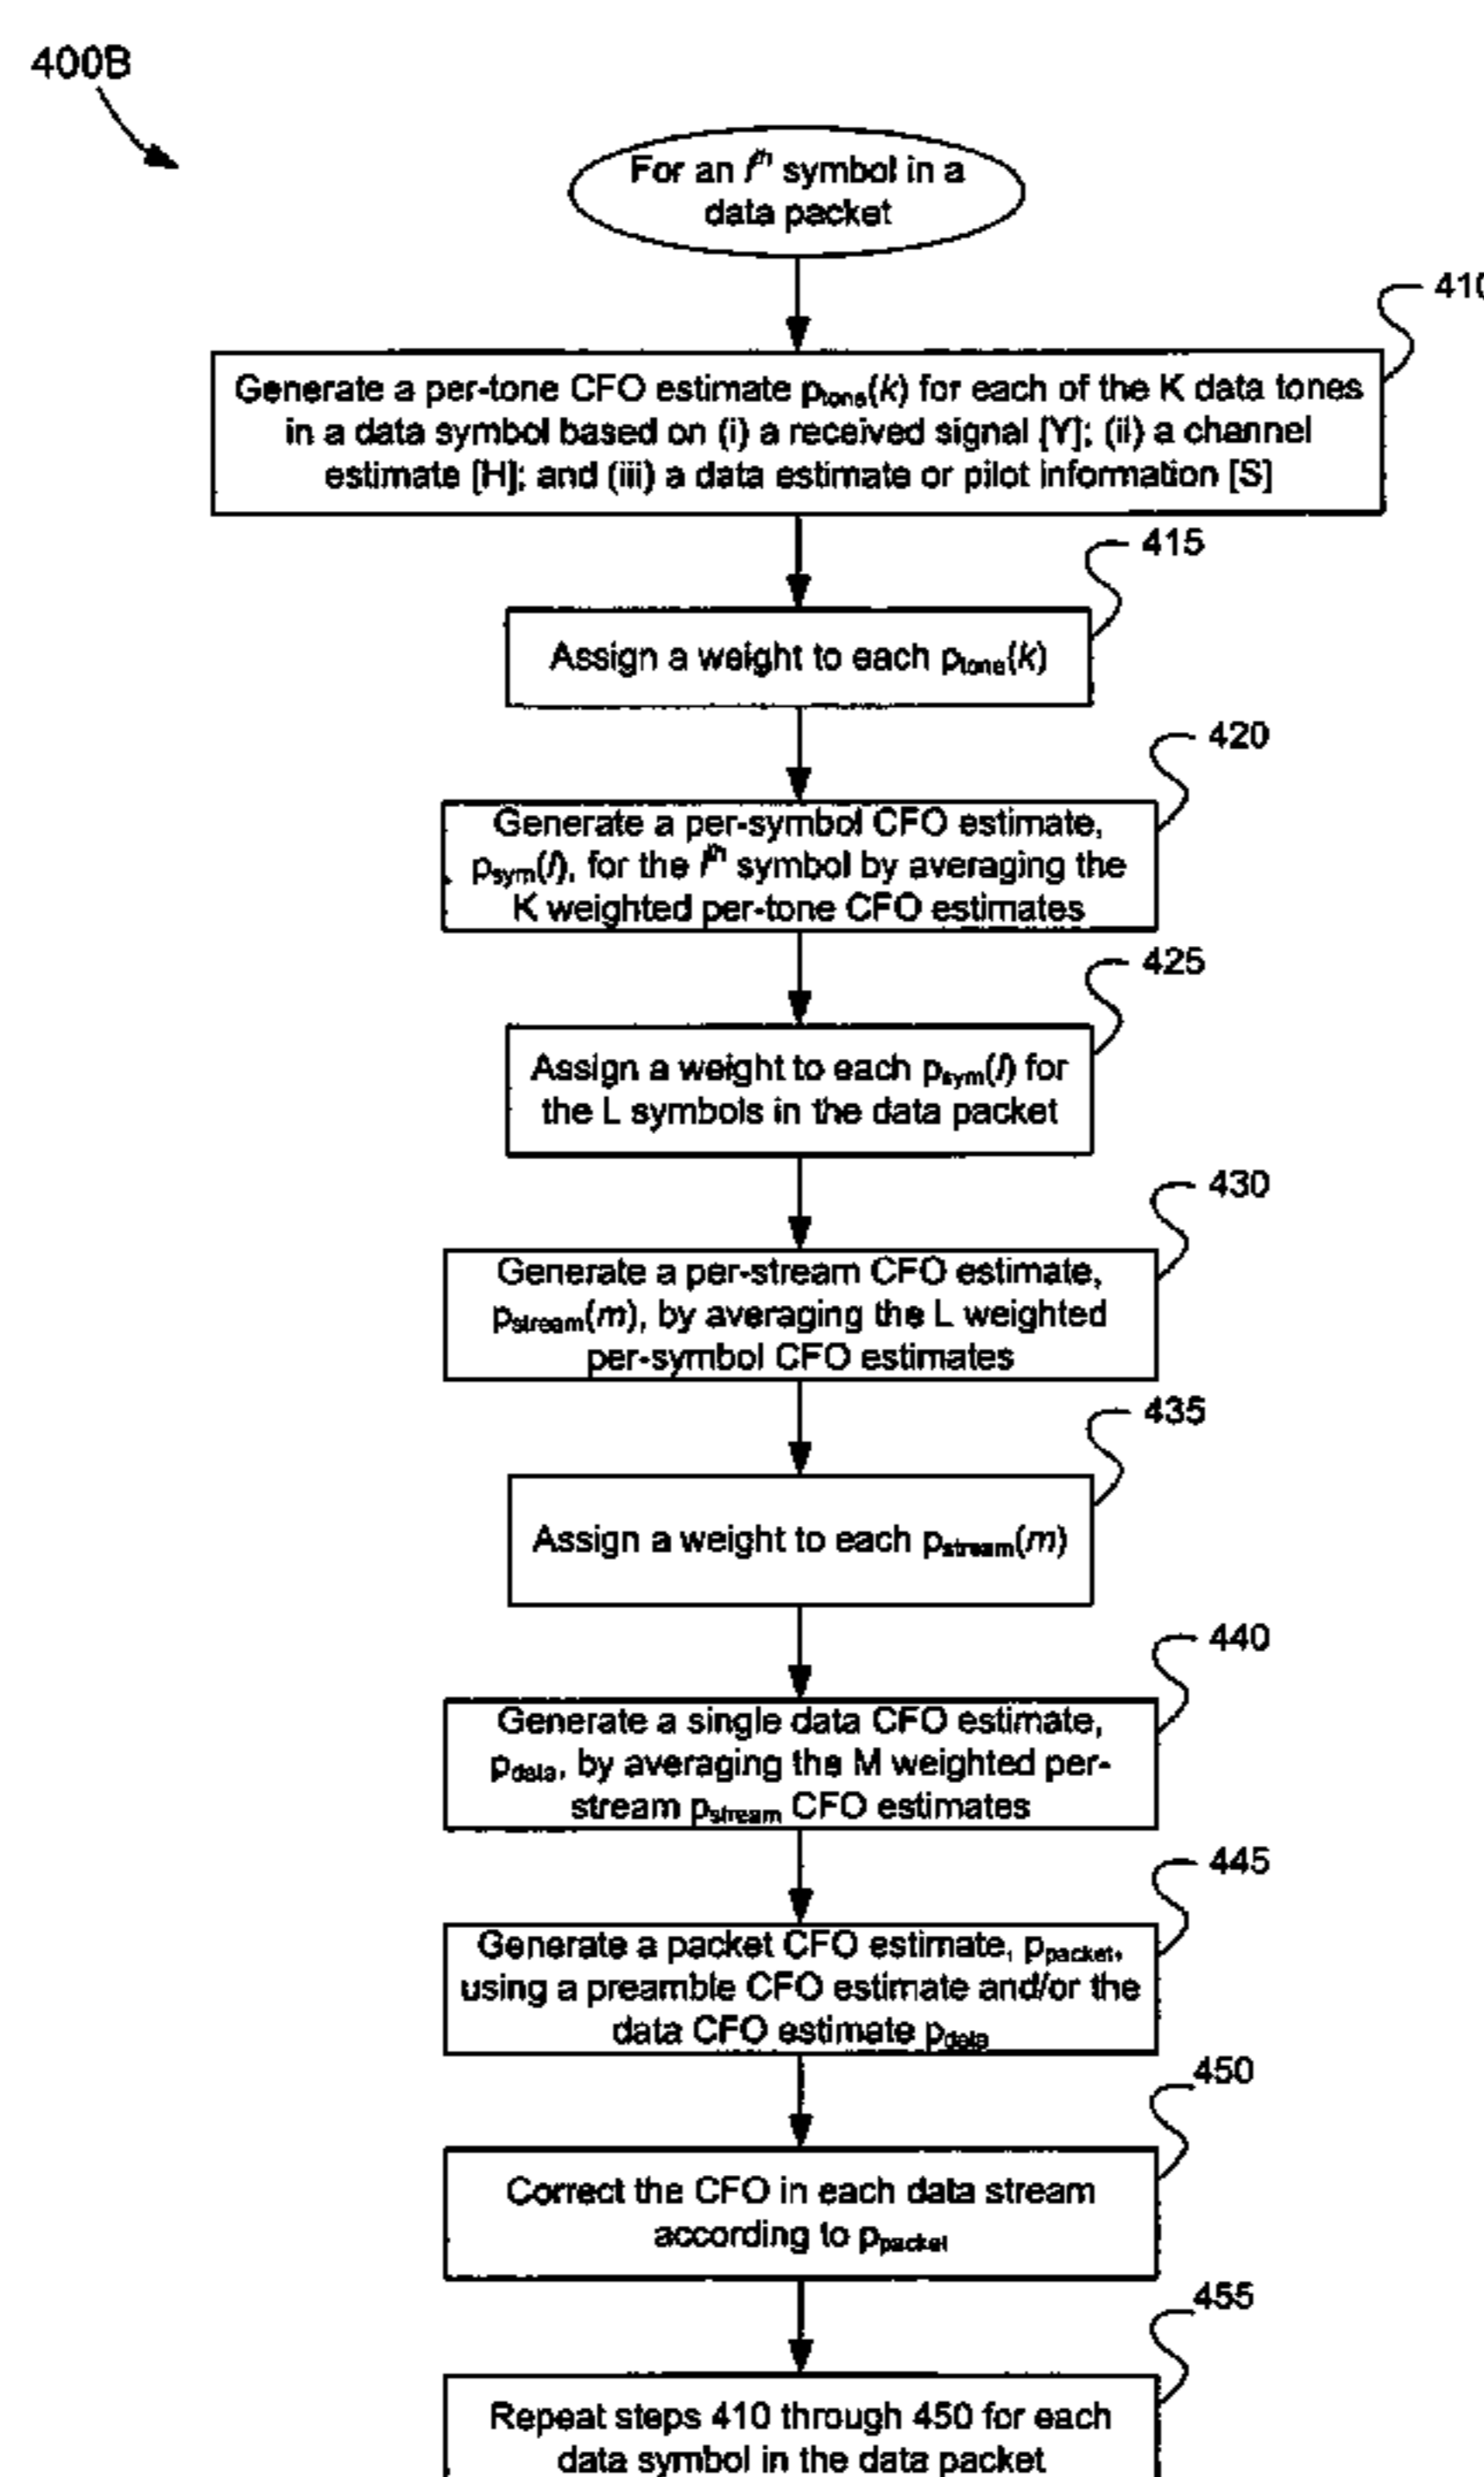 400B
For an lth symbol in a
data packet
410
Generate a per-tone CFO estimate ptone(k) for each of the K data tones
in a data symbol based on (i) a received signal [Y]; (ii) a channel
estimate [H]; and (iii) a data estimate or pilot information [S]
415
Assign a weight to each ptone(k)
420
Generate a per-symbol CFO estimate,
psym(l), for the lth symbol by averaging the
K weighted per-tone CFO estimates
425
Assign a weight to each psym(l) for
the L symbols in the data packet
430
Generate a per-stream CFO estimate,
pstream(m), by averaging the L weighted
per-symbol CFO estimates
435
Assign a weight to each pstream(m)
440
Generate a single data CFO estimate,
pdata, by averaging the M weighted per-
stream pstream CFO estimates
445
Generate a packet CFO estimate, ppacket,
using a preamble CFO estimate and/or the
data CFO estimate pdata
450
Correct the CFO in each data stream
according to ppacket
455
Repeat steps 410 through 450 for each
data symbol in the data packet